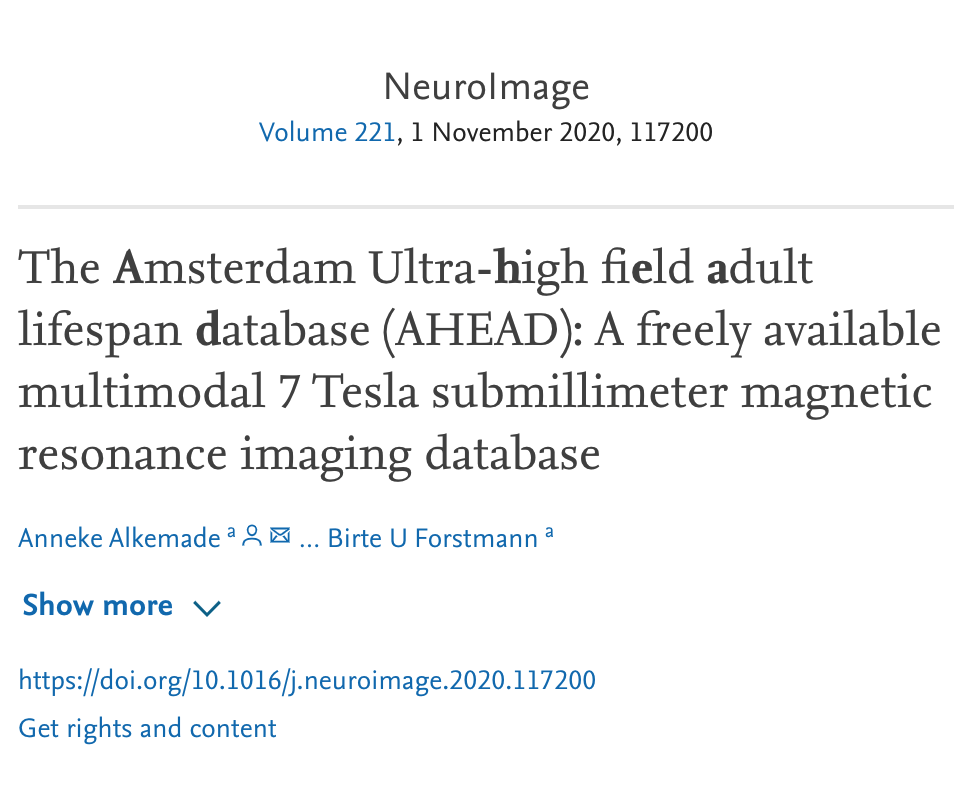 NeuroImage
Volume 221, 1 November 2020, 117200
The Amsterdam Ultra-high field adult
lifespan database (AHEAD): A freely available
multimodal 7 Tesla submillimeter magnetic
resonance imaging database
Anneke Alkemade a ... Birte U Forstmann a
Show more
https://doi.org/10.1016/j.neuroimage.2020.117200
Get rights and content